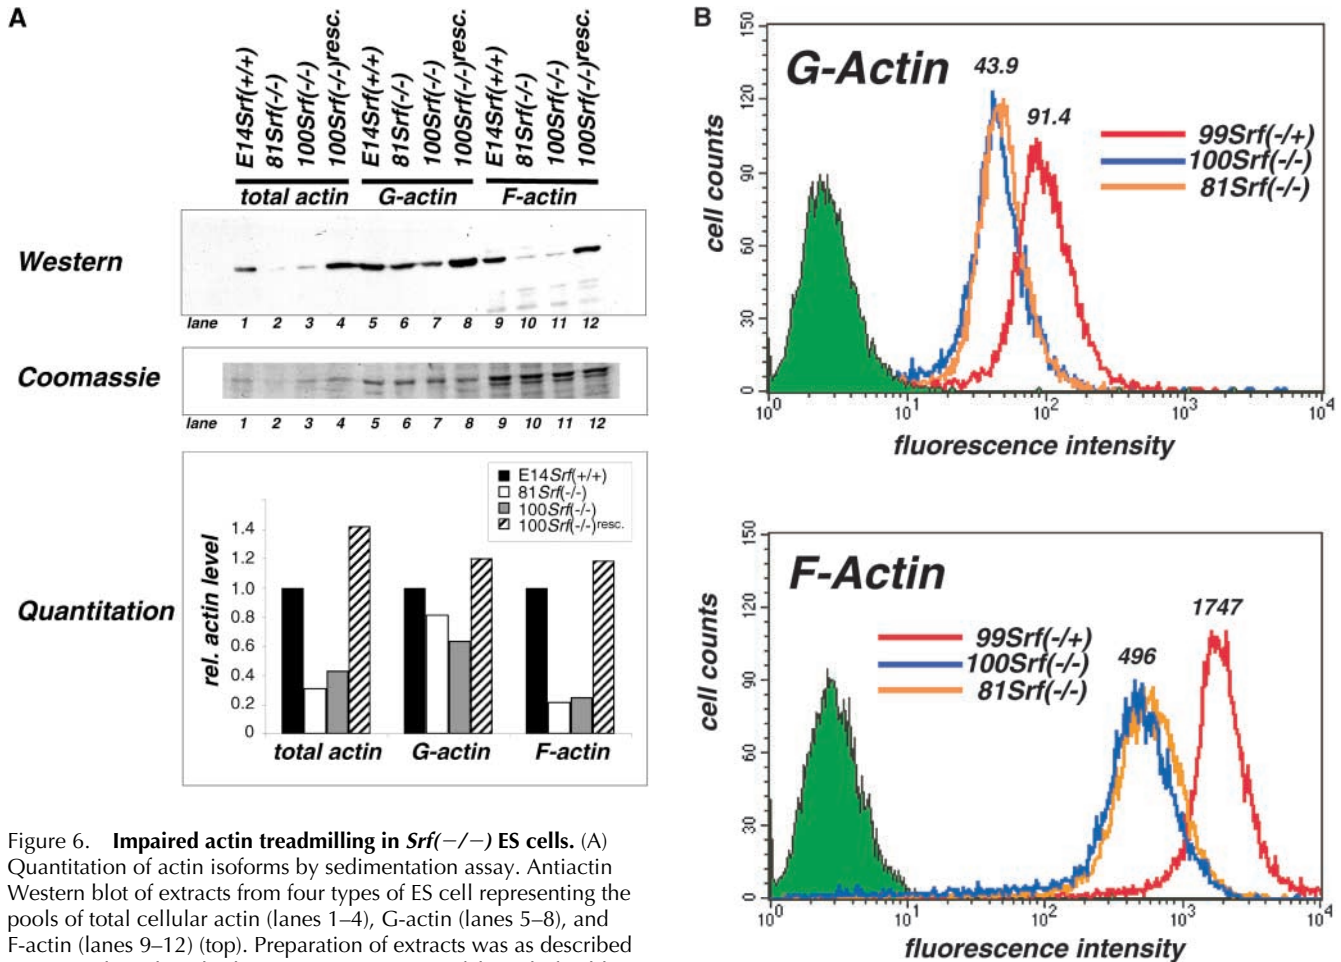 A
E14Srf(+/+)
81Srf(-/-)
100Srf(-/-)
100Srf(-/-)resc.
E14Srf(+/+)
81Srf(-/-)
100Srf(-/-)
100Srf(-/-)resc.
E14Srf(+/+)
81Srf(-/-)
100Srf(-/-)
100Srf(-/-)resc.
total actin G-actin F-actin
Western
lane 1 2 3 4 5 6 7 8 9 10 11 12
Coomassie
lane 1 2 3 4 5 6 7 8 9 10 11 12
Quantitation
E14Srf(+/+)
81Srf(-/-)
100Srf(-/-)
100Srf(-/-)resc.
rel. actin level
1.4
1.2
1.0
0.8
0.6
0.4
0.2
0
total actin G-actin F-actin
Figure 6. Impaired actin treadmilling in Srf(−/−) ES cells. (A)
Quantitation of actin isoforms by sedimentation assay. Antiactin
Western blot of extracts from four types of ES cell representing the
pools of total cellular actin (lanes 1–4), G-actin (lanes 5–8), and
F-actin (lanes 9–12) (top). Preparation of extracts was as described
B
G-Actin
43.9
91.4
99Srf(-/+)
100Srf(-/-)
81Srf(-/-)
cell counts
150
120
90
60
30
0
10^0 10^1 10^2 10^3 10^4
fluorescence intensity
F-Actin
1747
496
99Srf(-/+)
100Srf(-/-)
81Srf(-/-)
cell counts
150
120
90
60
30
0
10^0 10^1 10^2 10^3 10^4
fluorescence intensity